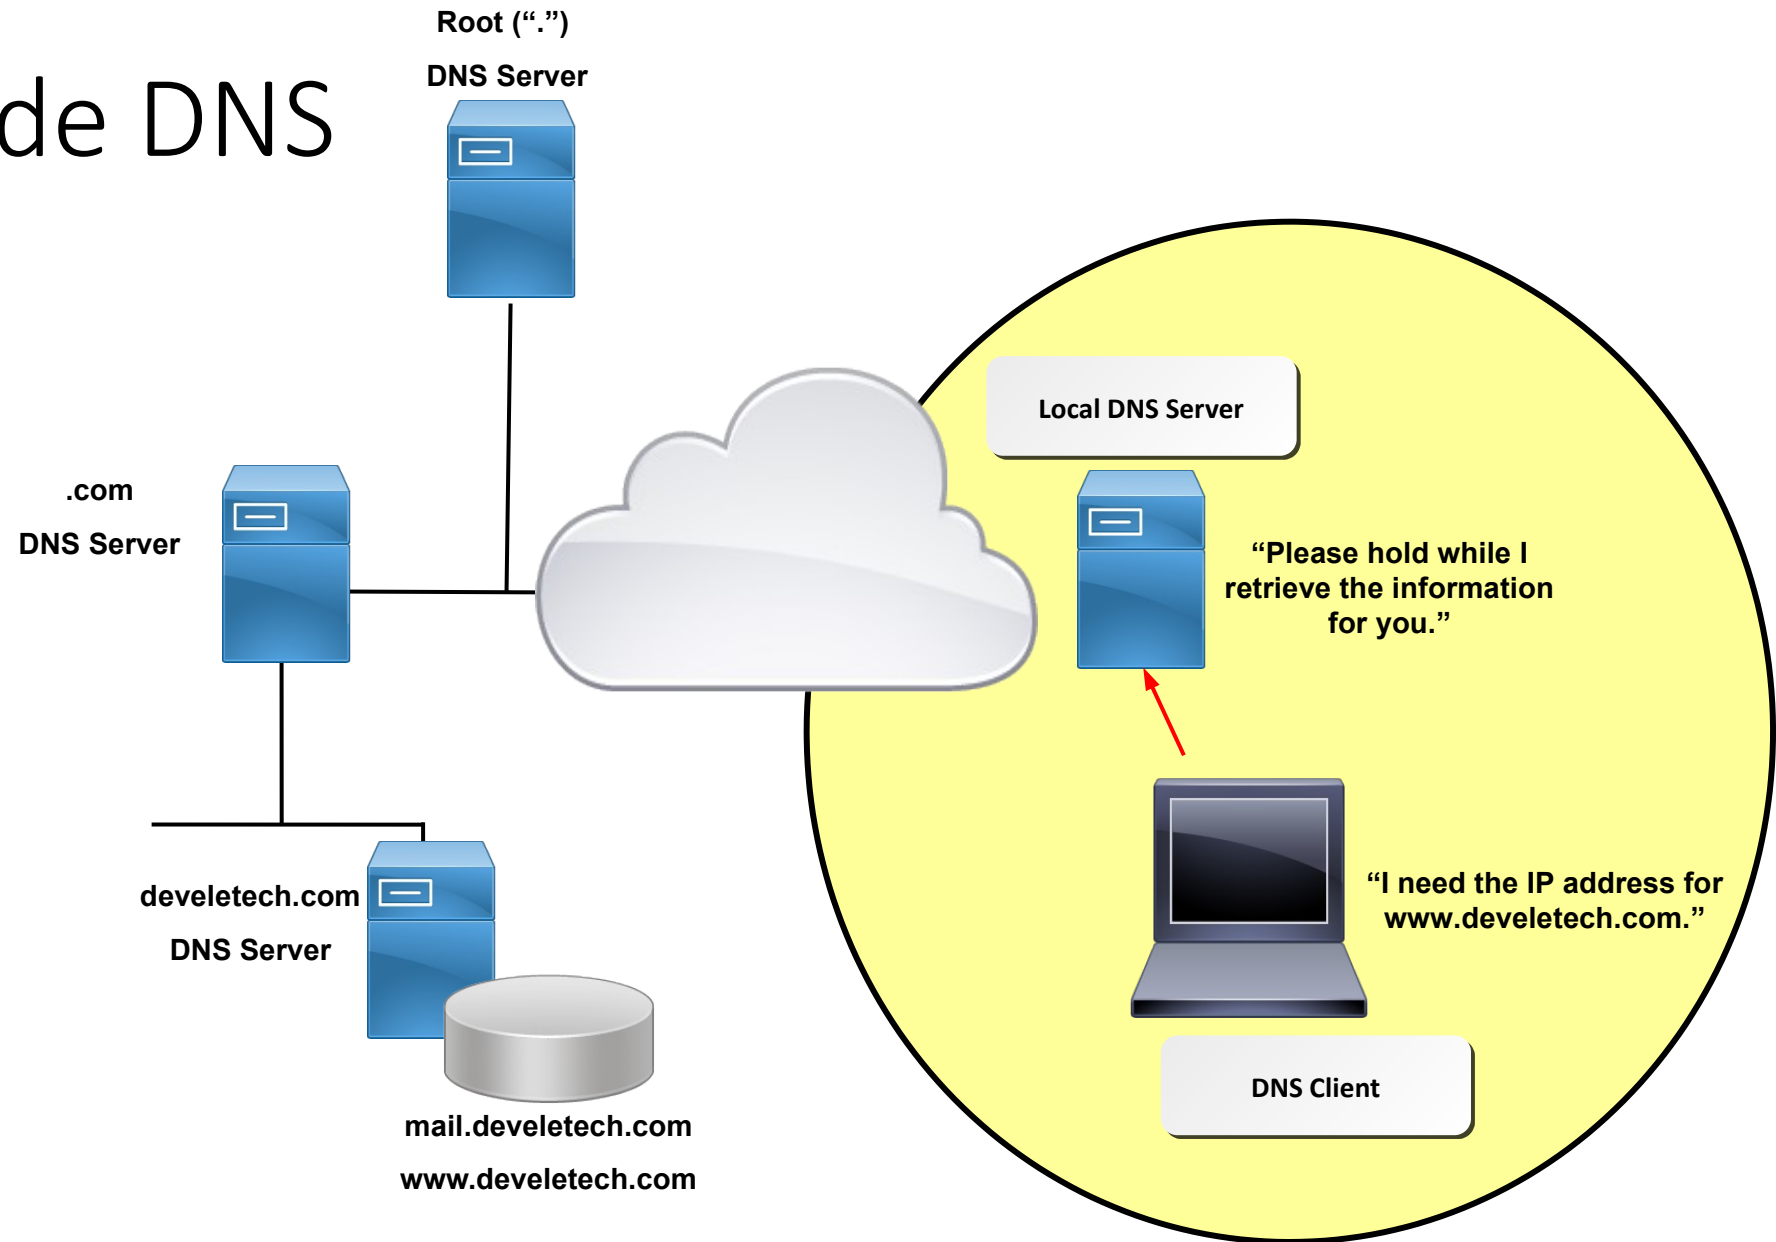 Root (“.”)
DNS Server
de DNS
Local DNS Server
.com
DNS Server
“Please hold while I
retrieve the information
for you.”
develetech.com
DNS Server
“I need the IP address for
www.develetech.com.”
DNS Client
mail.develetech.com
www.develetech.com